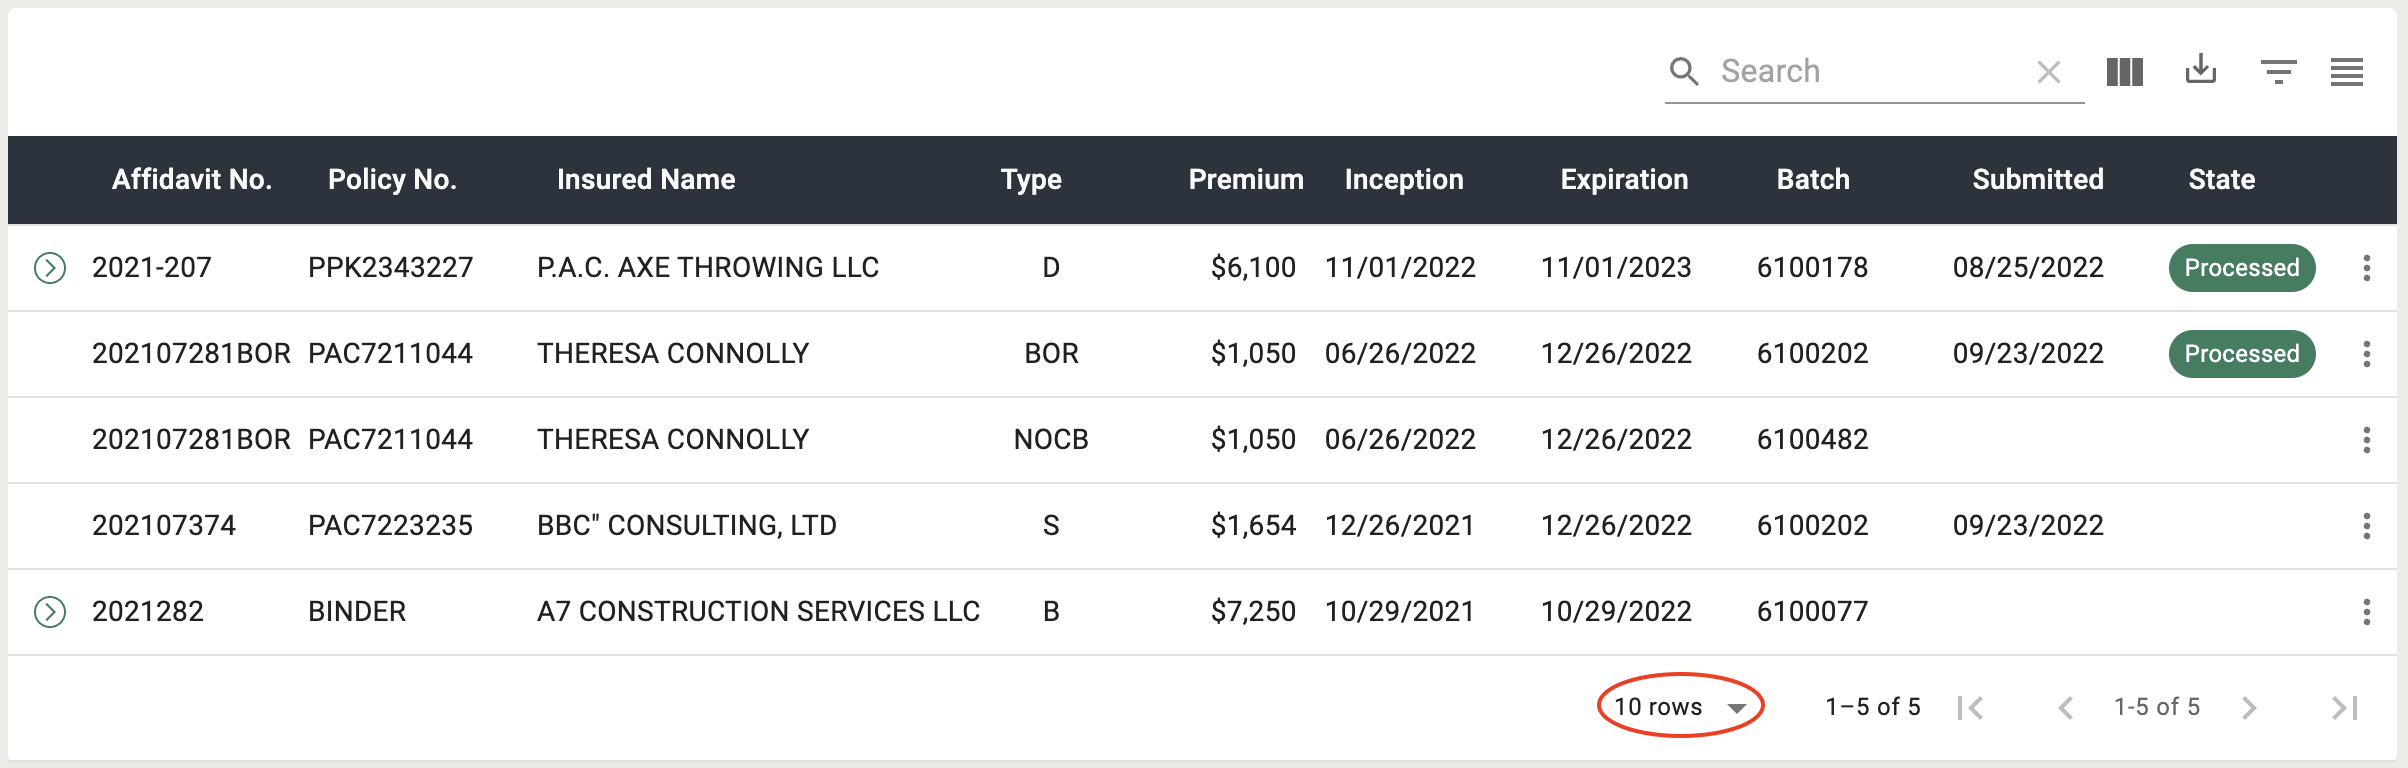 Search
Affidavit No. Policy No. Insured Name Type Premium Inception Expiration Batch Submitted State
2021-207 PPK2343227 P.A.C. AXE THROWING LLC D $6,100 11/01/2022 11/01/2023 6100178 08/25/2022 Processed
202107281BOR PAC7211044 THERESA CONNOLLY BOR $1,050 06/26/2022 12/26/2022 6100202 09/23/2022 Processed
202107281BOR PAC7211044 THERESA CONNOLLY NOCB $1,050 06/26/2022 12/26/2022 6100482
202107374 PAC7223235 BBC" CONSULTING, LTD S $1,654 12/26/2021 12/26/2022 6100202 09/23/2022
2021282 BINDER A7 CONSTRUCTION SERVICES LLC B $7,250 10/29/2021 10/29/2022 6100077
10 rows 1–5 of 5 1-5 of 5